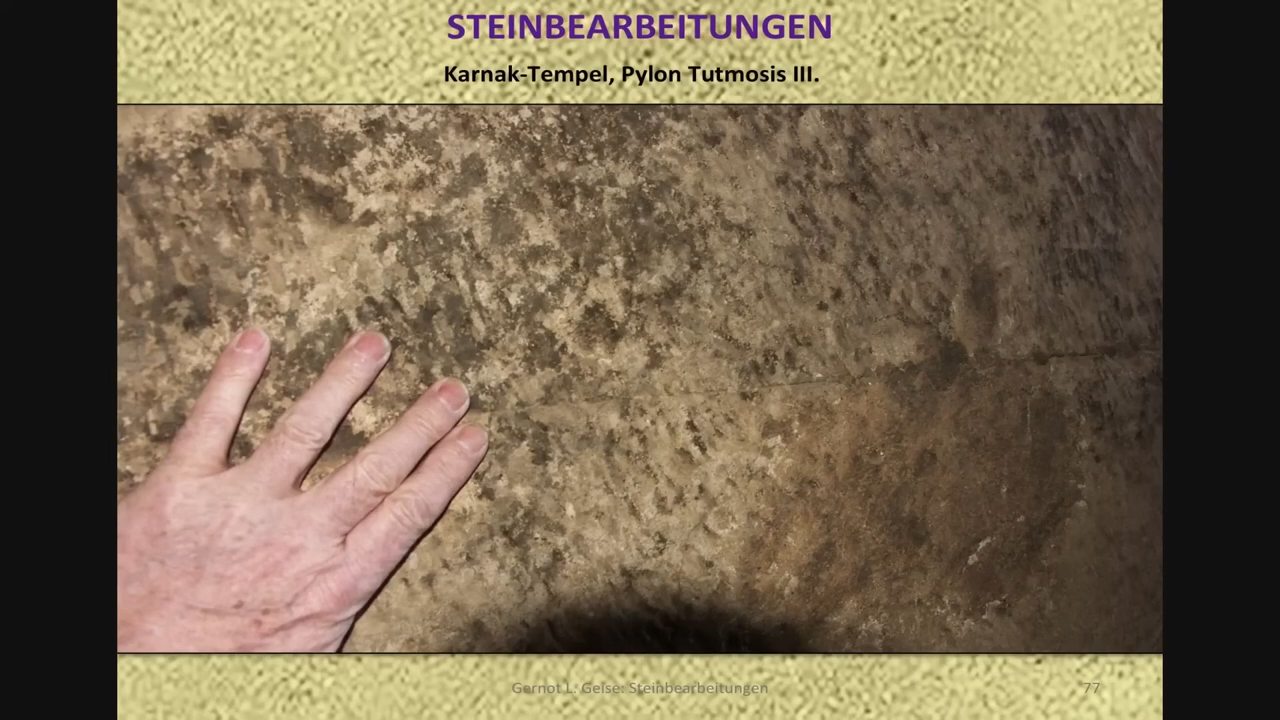 STEINBEARBEITUNGEN
Karnak-Tempel, Pylon Tutmosis III.
Gernot L. Geise: Steinbearbeitungen
77